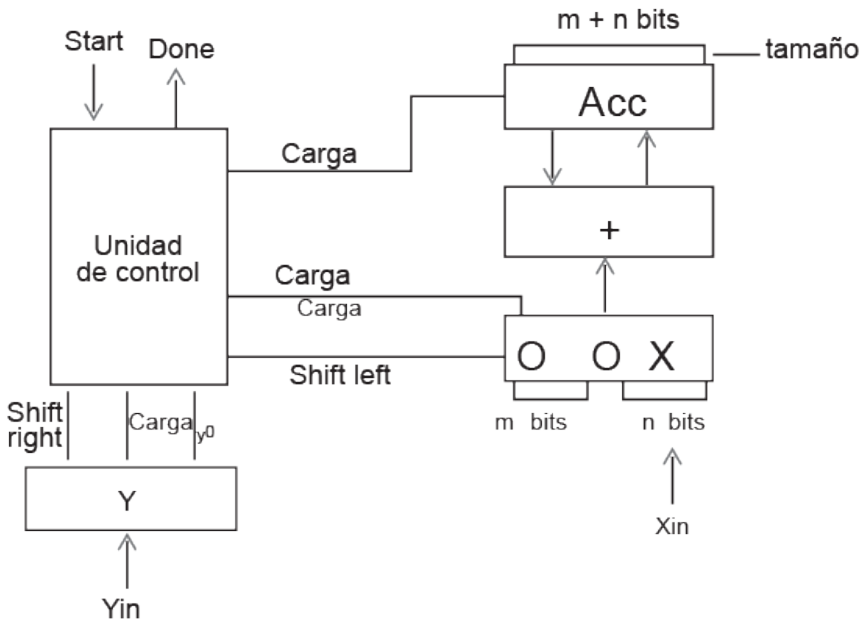 Start
Done
m + n bits
tamaño
Acc
Carga
+
Unidad
de control
Carga
Carga
O O X
Shift left
m bits
n bits
Shift
right
Carga
y0
Y
Xin
Yin